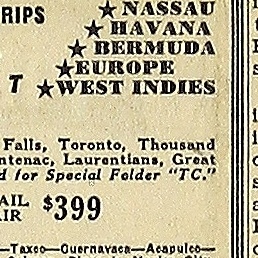 ★ NASSAU
RIPS ★ HAVANA
★ BERMUDA
★ EUROPE
T ★ WEST INDIES
Falls, Toronto, Thousand
ntenac, Laurentians, Great
d for Special Folder "TC."
AIL
AIR $399
—Taxco—Cuernavaca—Acapulco—